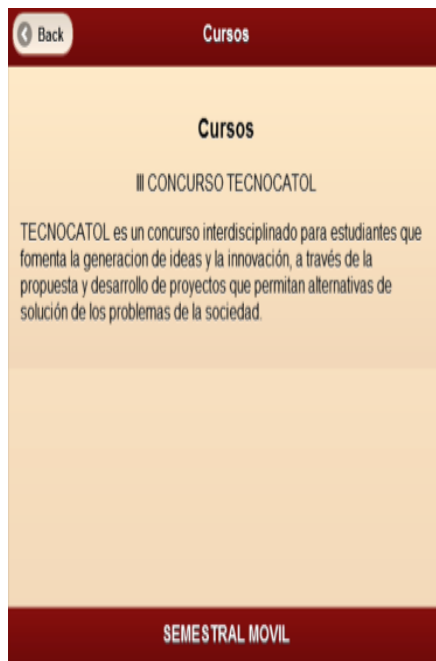 Back
Cursos
Cursos
III CONCURSO TECNOCATOL
TECNOCATOL es un concurso interdisciplinado para estudiantes que
fomenta la generacion de ideas y la innovación, a través de la
propuesta y desarrollo de proyectos que permitan alternativas de
solución de los problemas de la sociedad.
SEMESTRAL MOVIL